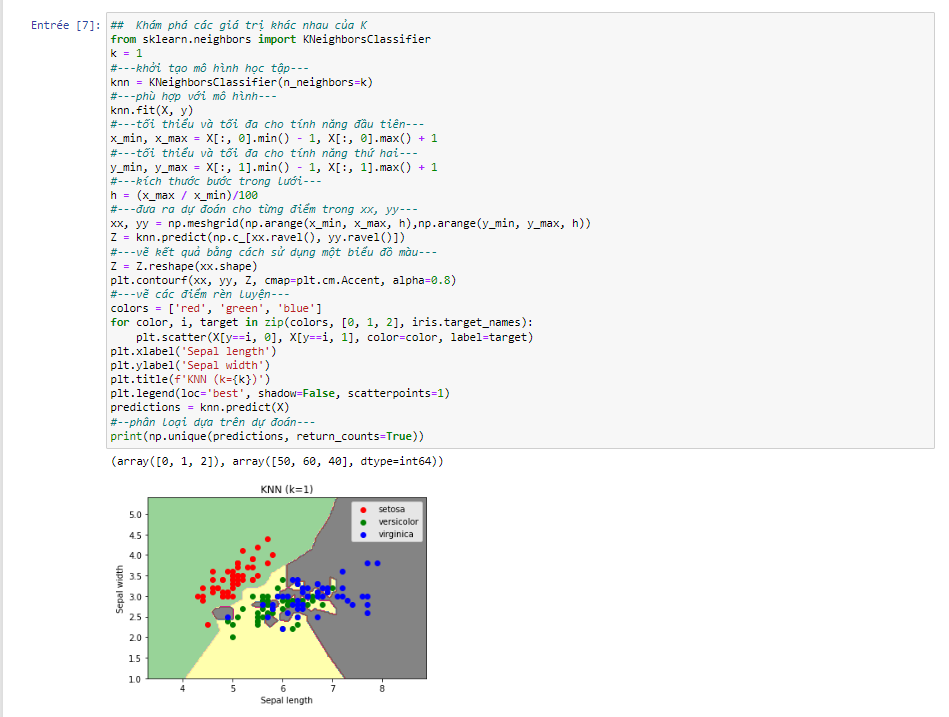 Entrée [7]: ## Khám phá các giá trị khác nhau của K
from sklearn.neighbors import KNeighborsClassifier
k = 1
#---khởi tạo mô hình học tập---
knn = KNeighborsClassifier(n_neighbors=k)
#---phù hợp với mô hình---
knn.fit(X, y)
#---tối thiểu và tối đa cho tính năng đầu tiên---
x_min, x_max = X[:, 0].min() - 1, X[:, 0].max() + 1
#---tối thiểu và tối đa cho tính năng thứ hai---
y_min, y_max = X[:, 1].min() - 1, X[:, 1].max() + 1
#---kích thước bước trong lưới---
h = (x_max / x_min)/100
#---đưa ra dự đoán cho từng điểm trong xx, yy---
xx, yy = np.meshgrid(np.arange(x_min, x_max, h),np.arange(y_min, y_max, h))
Z = knn.predict(np.c_[xx.ravel(), yy.ravel()])
#---vẽ kết quả bằng cách sử dụng một biểu đồ màu---
Z = Z.reshape(xx.shape)
plt.contourf(xx, yy, Z, cmap=plt.cm.Accent, alpha=0.8)
#---vẽ các điểm rèn luyện---
colors = ['red', 'green', 'blue']
for color, i, target in zip(colors, [0, 1, 2], iris.target_names):
    plt.scatter(X[y==i, 0], X[y==i, 1], color=color, label=target)
plt.xlabel('Sepal length')
plt.ylabel('Sepal width')
plt.title(f'KNN (k={k})')
plt.legend(loc='best', shadow=False, scatterpoints=1)
predictions = knn.predict(X)
#--phân loại dựa trên dự đoán---
print(np.unique(predictions, return_counts=True))
(array([0, 1, 2]), array([50, 60, 40], dtype=int64))
KNN (k=1)
setosa
versicolor
virginica
5.0
4.5
4.0
3.5
3.0
2.5
2.0
1.5
1.0
Sepal width
4 5 6 7 8
Sepal length